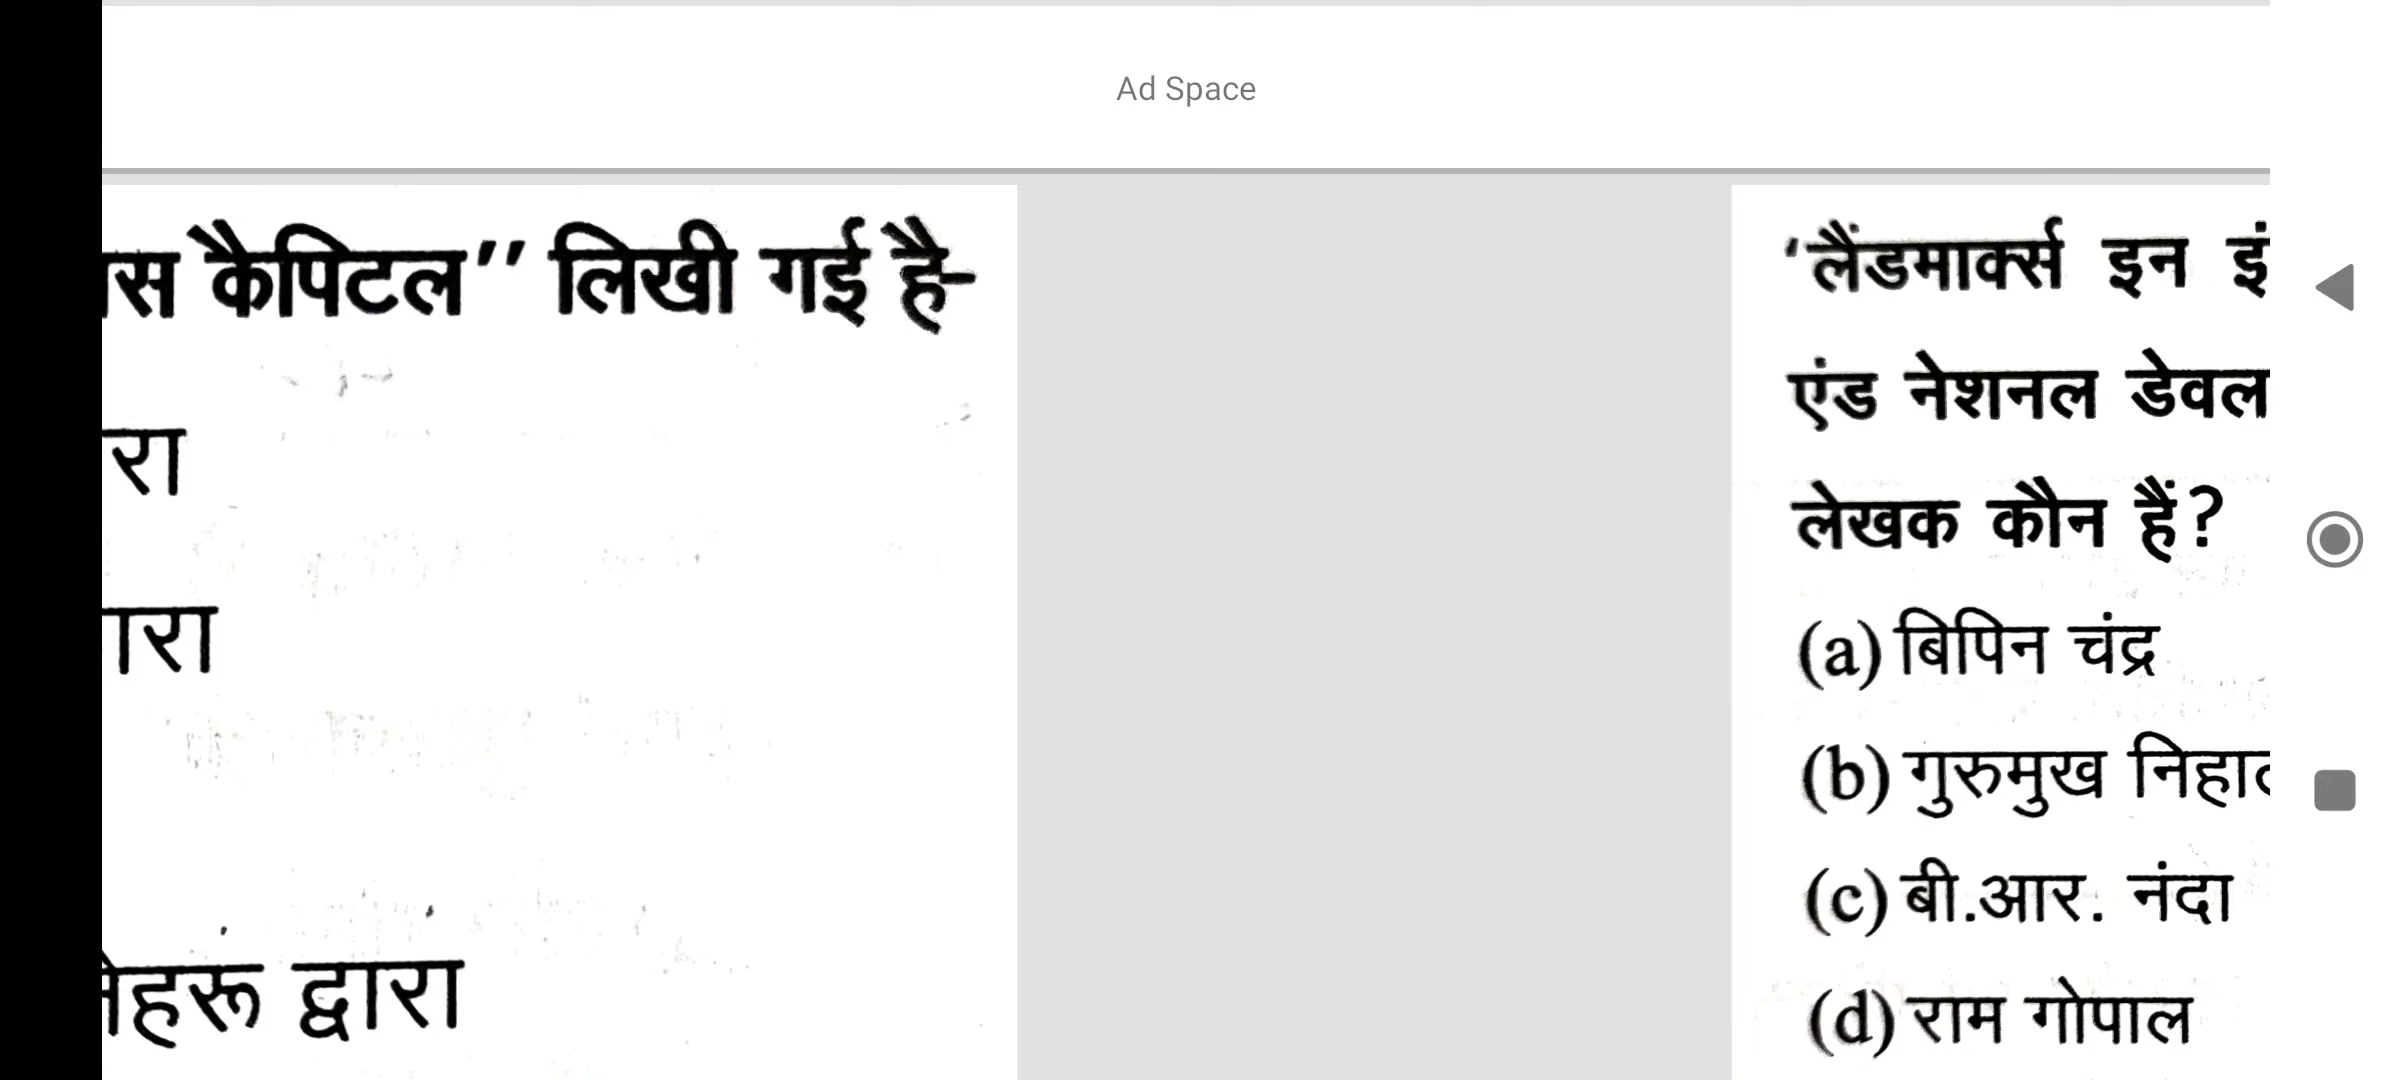 Ad Space
स कैपिटल’’ लिखी गई है-
रा
ारा
नेहरू द्वारा
‘लैंडमार्क्स इन इं
एंड नेशनल डेवल
लेखक कौन हैं?
(a) बिपिन चंद्र
(b) गुरुमुख निहाल
(c) बी.आर. नंदा
(d) राम गोपाल